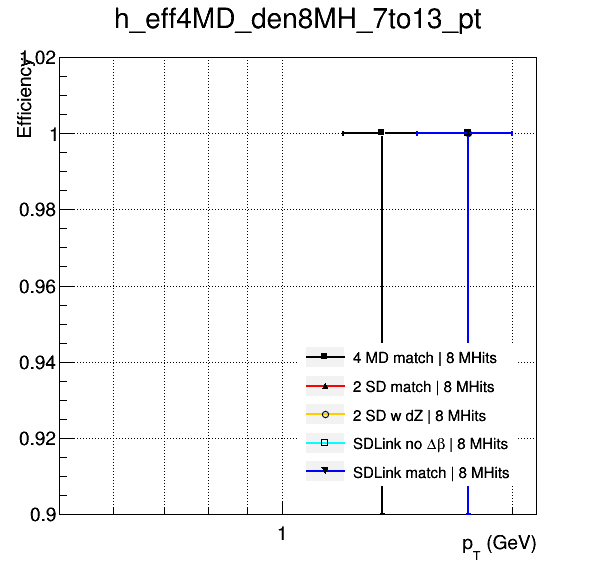 h_eff4MD_den8MH_7to13_pt
Efficiency
1.02
1
0.98
0.96
0.94
0.92
0.9
4 MD match | 8 MHits
2 SD match | 8 MHits
2 SD w dZ | 8 MHits
SDLink no Δβ | 8 MHits
SDLink match | 8 MHits
1
p_T (GeV)